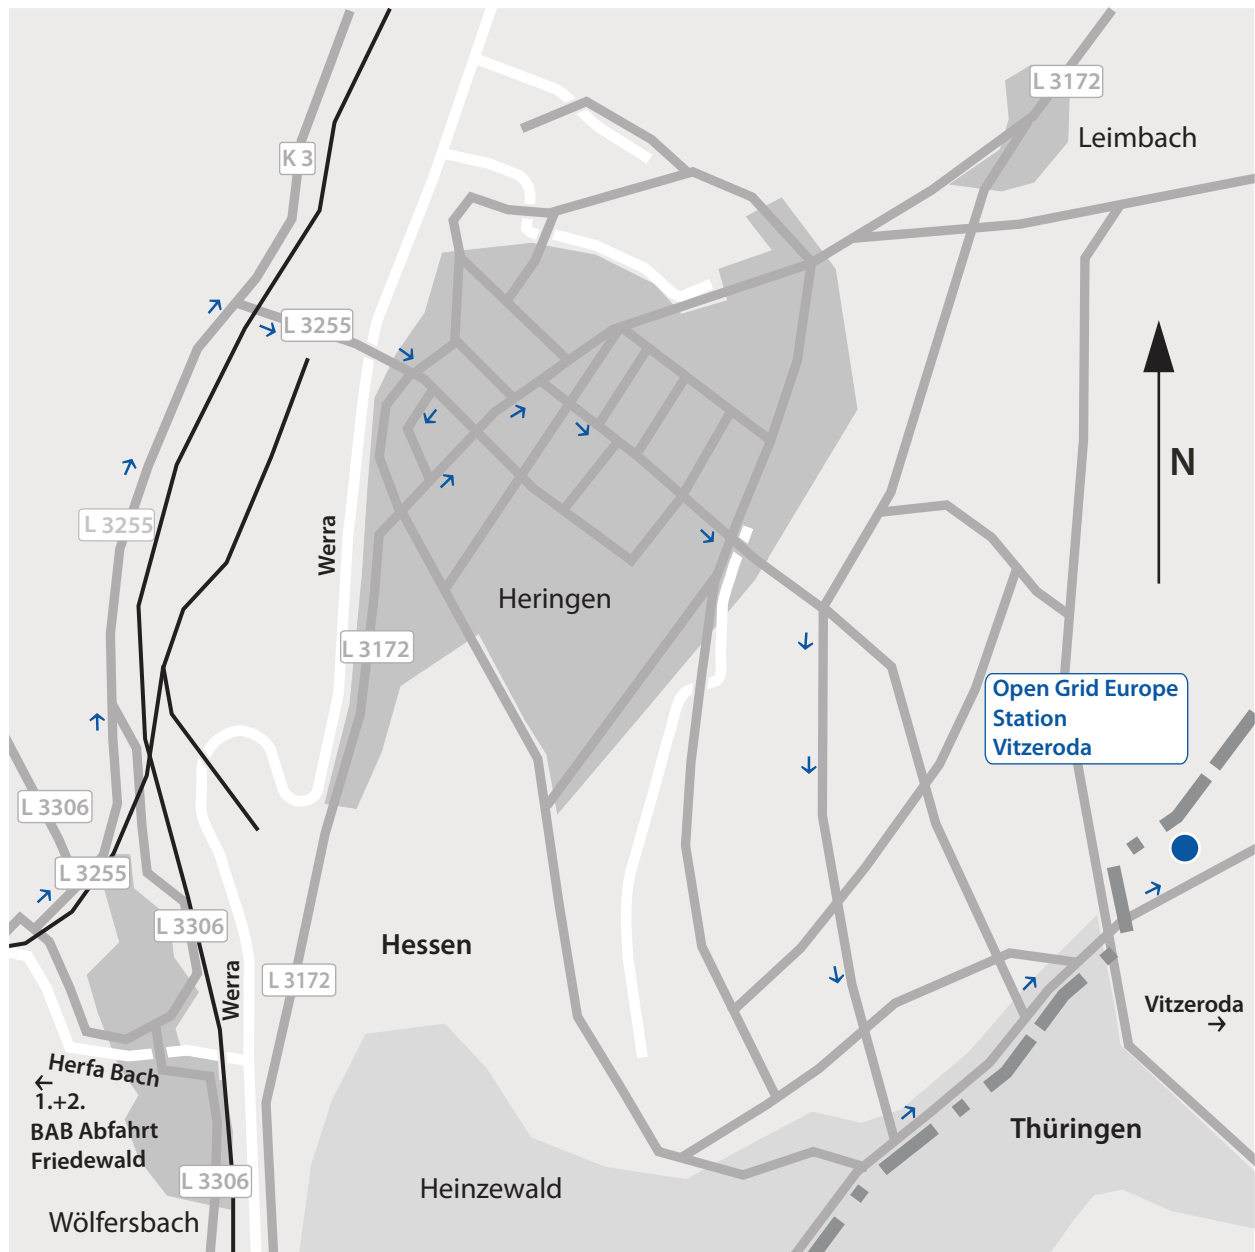 L 3172
Leimbach
K 3
L 3255
N
L 3255
Werra
Heringen
L 3172
Open Grid Europe
Station
Vitzeroda
L 3306
L 3255
L 3306
Hessen
Werra
L 3172
Vitzeroda
Herfa Bach
1.+2.
BAB Abfahrt
Friedewald
Thüringen
L 3306
Heinzewald
Wölfersbach